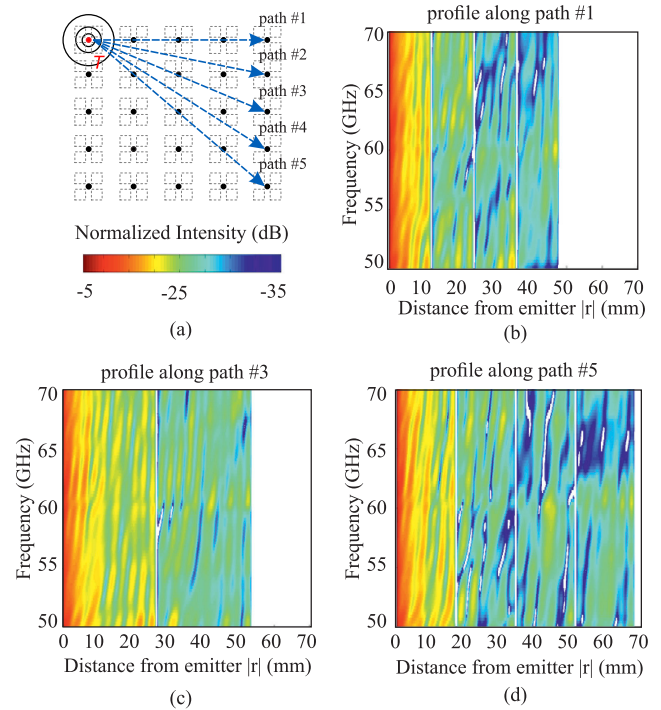 path #1
path #2
path #3
path #4
path #5
T
Normalized Intensity (dB)
-5 -25 -35
(a)
profile along path #1
Frequency (GHz)
70
65
60
55
50
0 10 20 30 40 50 60 70
Distance from emitter |r| (mm)
(b)
profile along path #3
Frequency (GHz)
70
65
60
55
50
0 10 20 30 40 50 60 70
Distance from emitter |r| (mm)
(c)
profile along path #5
Frequency (GHz)
70
65
60
55
50
0 10 20 30 40 50 60 70
Distance from emitter |r| (mm)
(d)